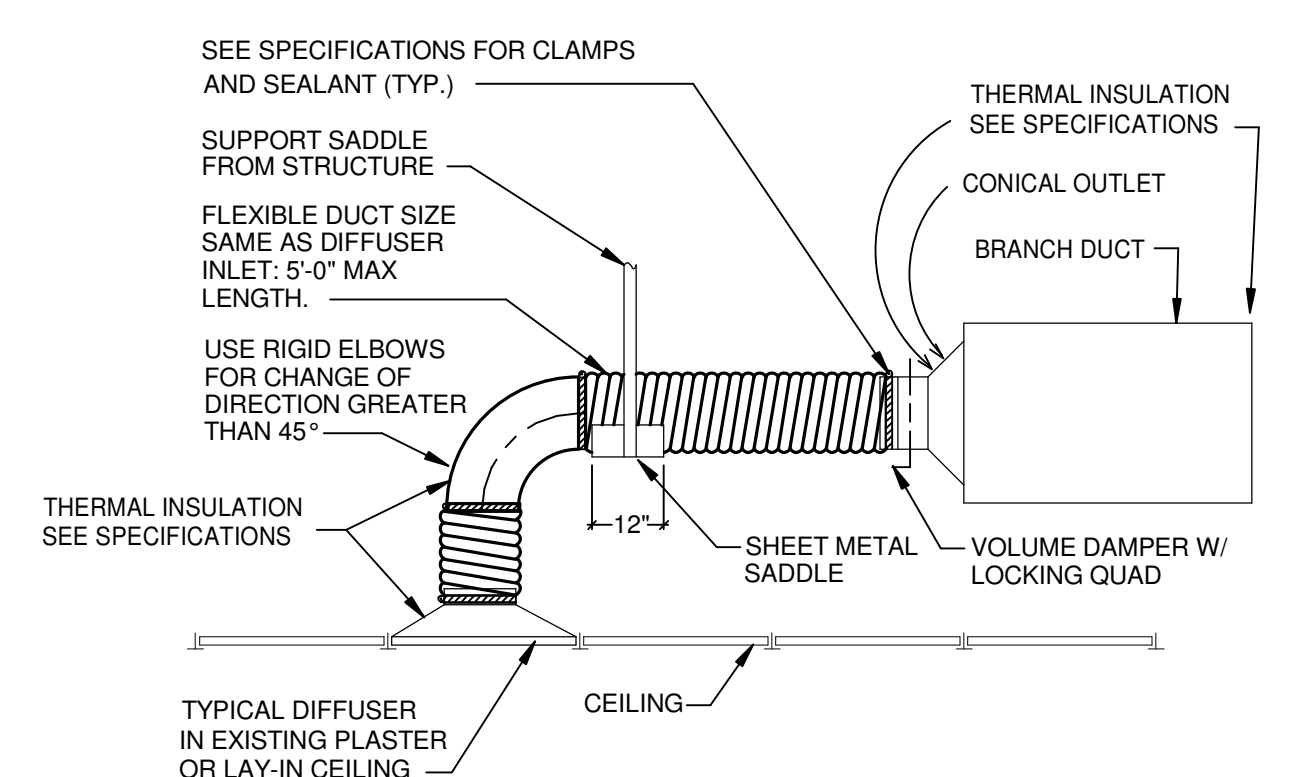 SEE SPECIFICATIONS FOR CLAMPS
AND SEALANT (TYP.)
SUPPORT SADDLE
FROM STRUCTURE
FLEXIBLE DUCT SIZE
SAME AS DIFFUSER
INLET: 5'-0" MAX
LENGTH.
USE RIGID ELBOWS
FOR CHANGE OF
DIRECTION GREATER
THAN 45°
THERMAL INSULATION
SEE SPECIFICATIONS
THERMAL INSULATION
SEE SPECIFICATIONS
CONICAL OUTLET
BRANCH DUCT
12"
SHEET METAL
SADDLE
VOLUME DAMPER W/
LOCKING QUAD
CEILING
TYPICAL DIFFUSER
IN EXISTING PLASTER
OR LAY-IN CEILING